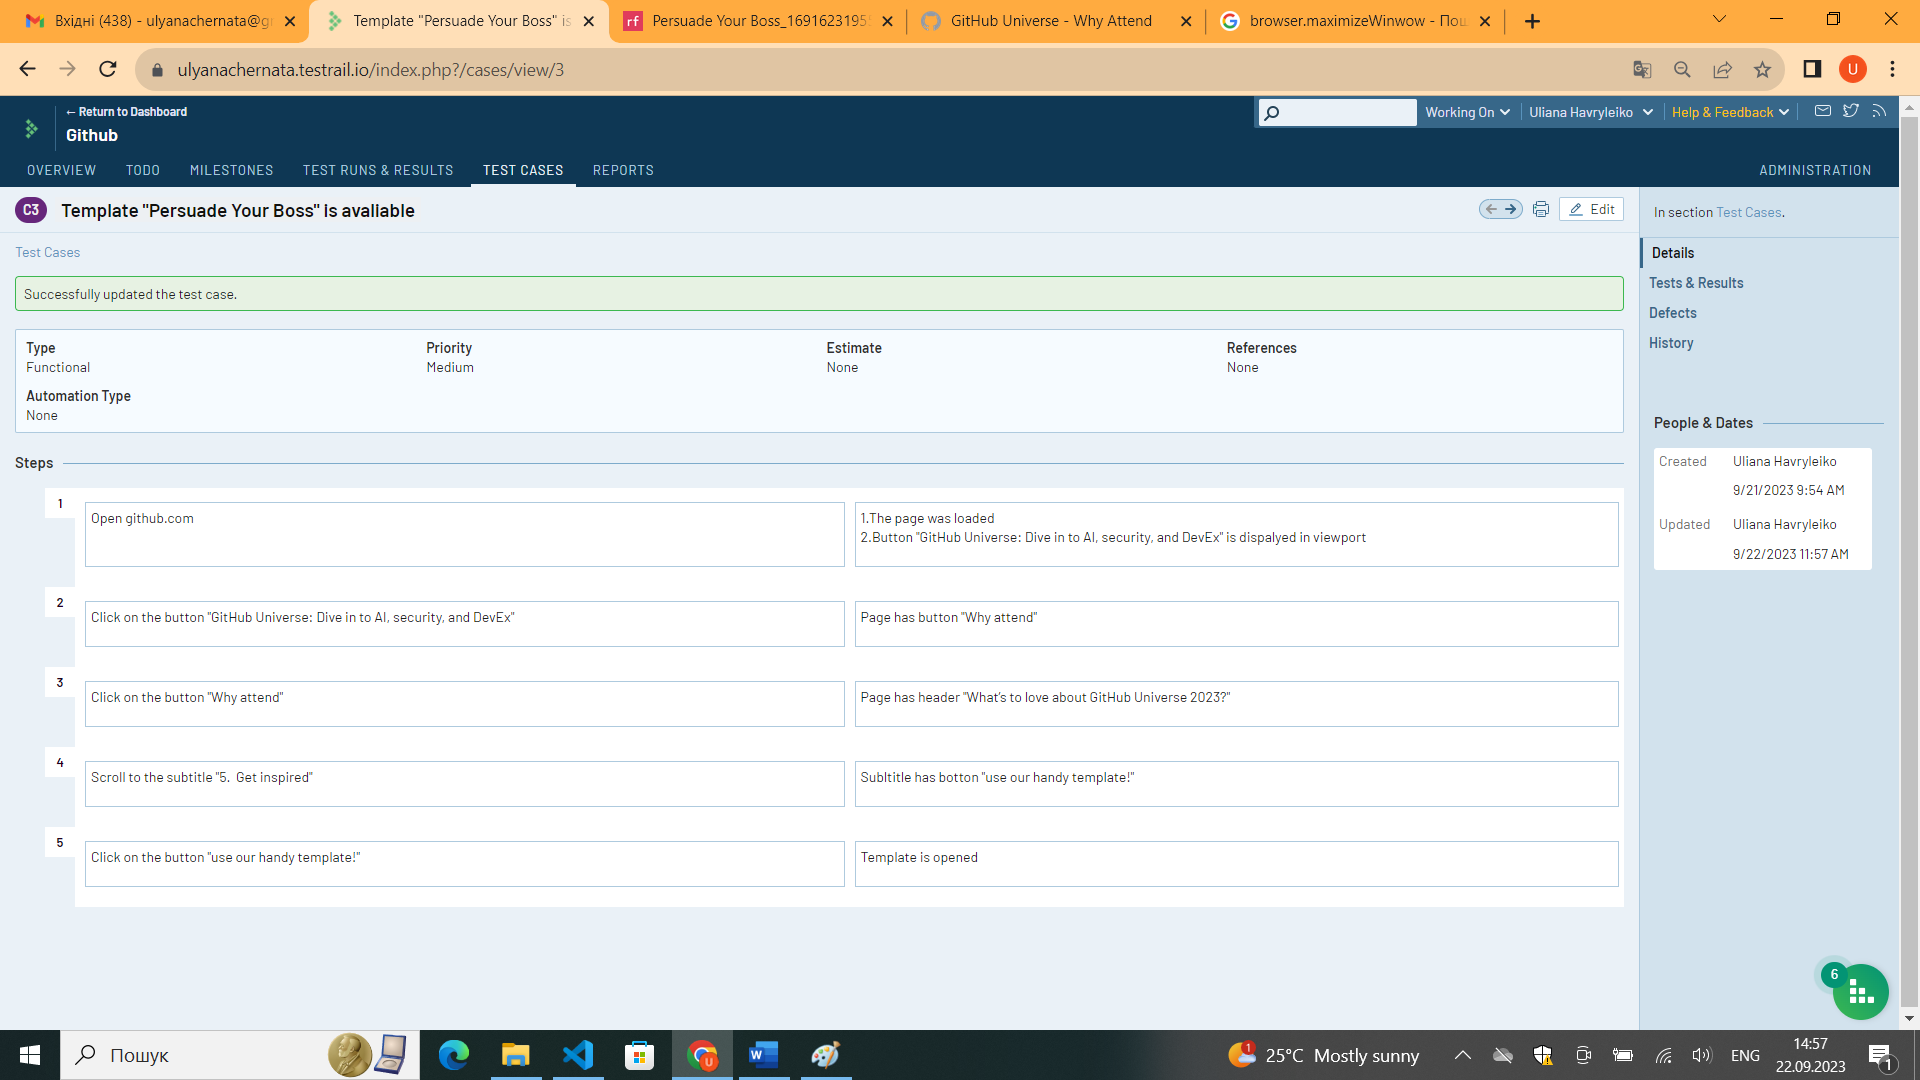 Вхідні (438) - ulyanachernata@gr
Template "Persuade Your Boss" is
rf
Persuade Your Boss_1691623195
GitHub Universe - Why Attend
browser.maximizeWinwow - Пош
ulyanachernata.testrail.io/index.php?/cases/view/3
U
← Return to Dashboard
Github
Working On
Uliana Havryleiko
Help & Feedback
OVERVIEW
TODO
MILESTONES
TEST RUNS & RESULTS
TEST CASES
REPORTS
ADMINISTRATION
C3
Template "Persuade Your Boss" is avaliable
Edit
In section Test Cases.
Test Cases
Details
Tests & Results
Defects
History
Successfully updated the test case.
Type
Functional
Priority
Medium
Estimate
None
References
None
Automation Type
None
People & Dates
Created
Uliana Havryleiko
9/21/2023 9:54 AM
Updated
Uliana Havryleiko
9/22/2023 11:57 AM
Steps
1
Open github.com
1.The page was loaded
2.Button "GitHub Universe: Dive in to AI, security, and DevEx" is dispalyed in viewport
2
Click on the button "GitHub Universe: Dive in to AI, security, and DevEx"
Page has button "Why attend"
3
Click on the button "Why attend"
Page has header "What's to love about GitHub Universe 2023?"
4
Scroll to the subtitle "5.  Get inspired"
Subltitle has botton "use our handy template!"
5
Click on the button "use our handy template!"
Template is opened
6
Пошук
U
1
25°C  Mostly sunny
ENG
14:57
22.09.2023
1